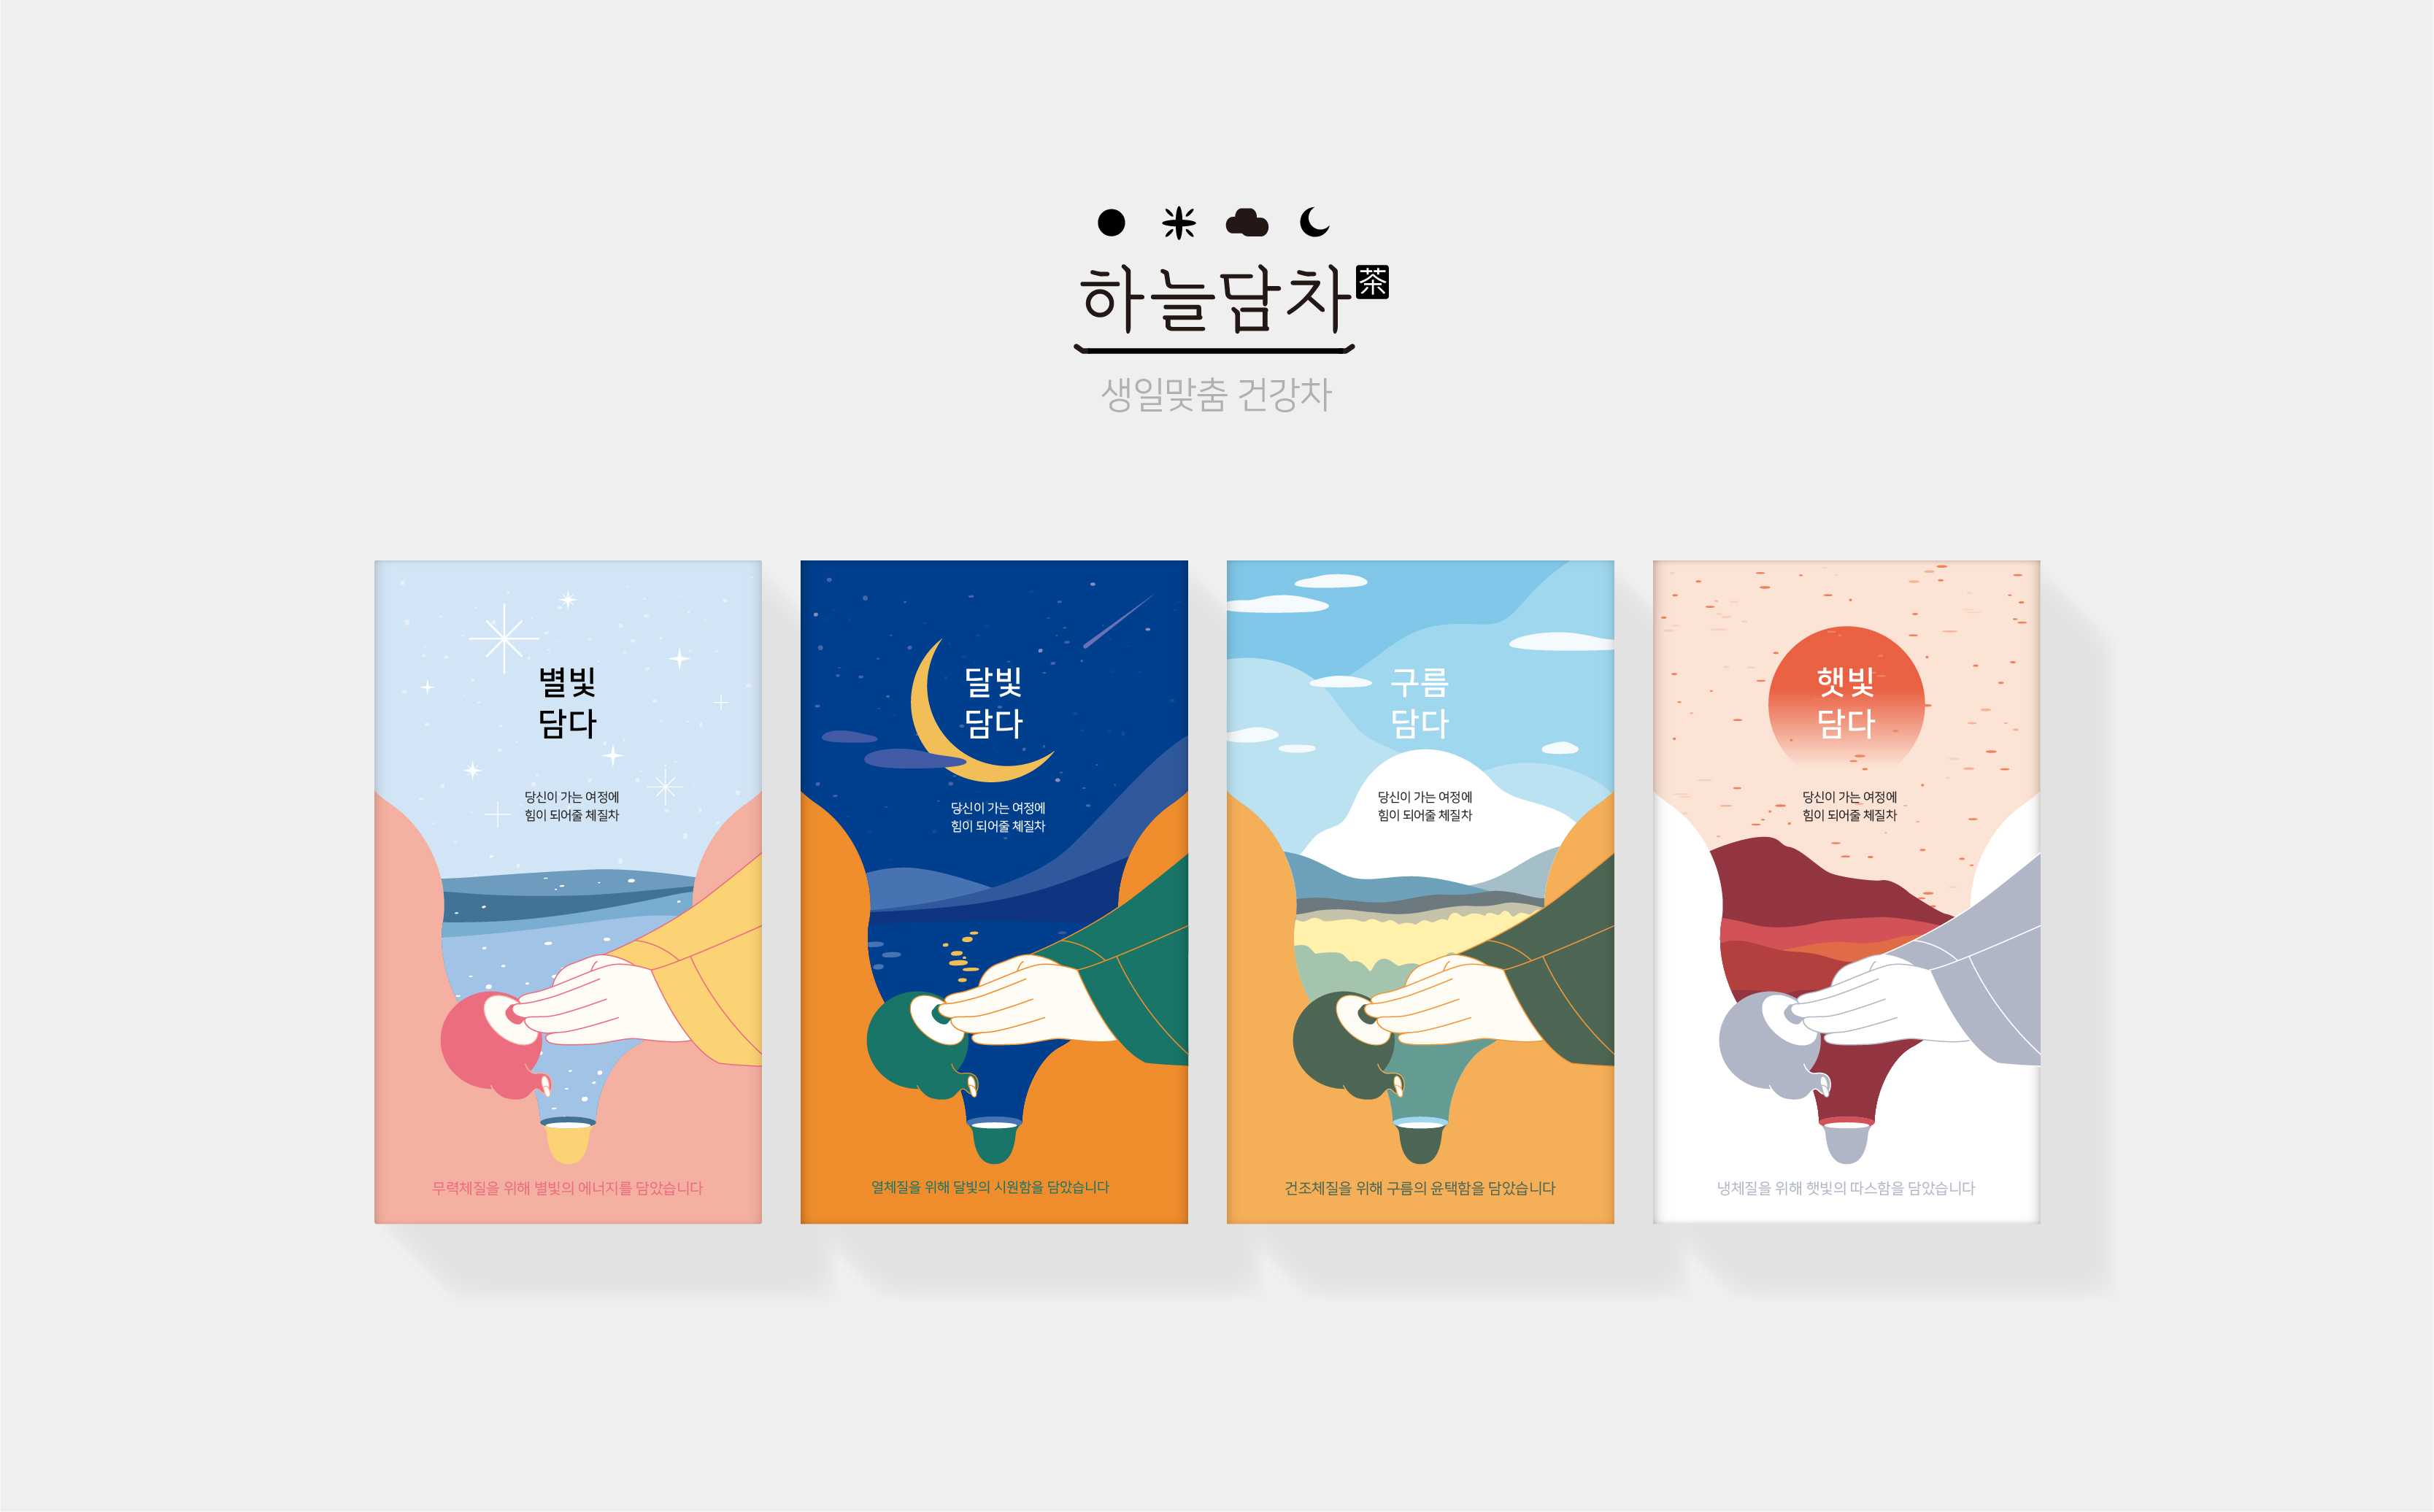 하늘담차 茶
생일맞춤 건강차
별빛
담다
당신이 가는 여정에
힘이 되어줄 체질차
무력체질을 위해 별빛의 에너지를 담았습니다
달빛
담다
당신이 가는 여정에
힘이 되어줄 체질차
열체질을 위해 달빛의 시원함을 담았습니다
구름
담다
당신이 가는 여정에
힘이 되어줄 체질차
건조체질을 위해 구름의 윤택함을 담았습니다
햇빛
담다
당신이 가는 여정에
힘이 되어줄 체질차
냉체질을 위해 햇빛의 따스함을 담았습니다